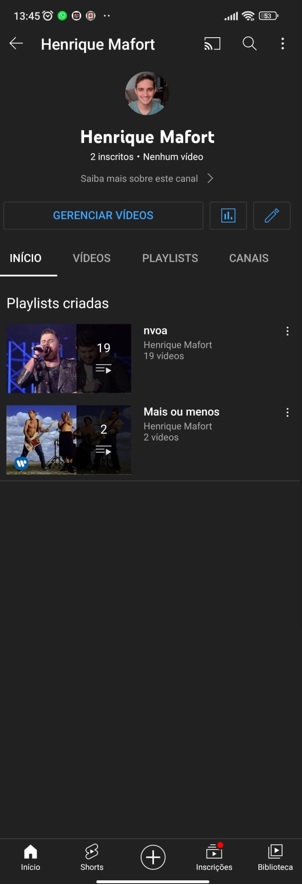 13:45
53
Henrique Mafort
Henrique Mafort
2 inscritos • Nenhum vídeo
Saiba mais sobre este canal
GERENCIAR VÍDEOS
INÍCIO VÍDEOS PLAYLISTS CANAIS
Playlists criadas
19
nvoa
Henrique Mafort
19 vídeos
2
Mais ou menos
Henrique Mafort
2 vídeos
Início Shorts Inscrições Biblioteca